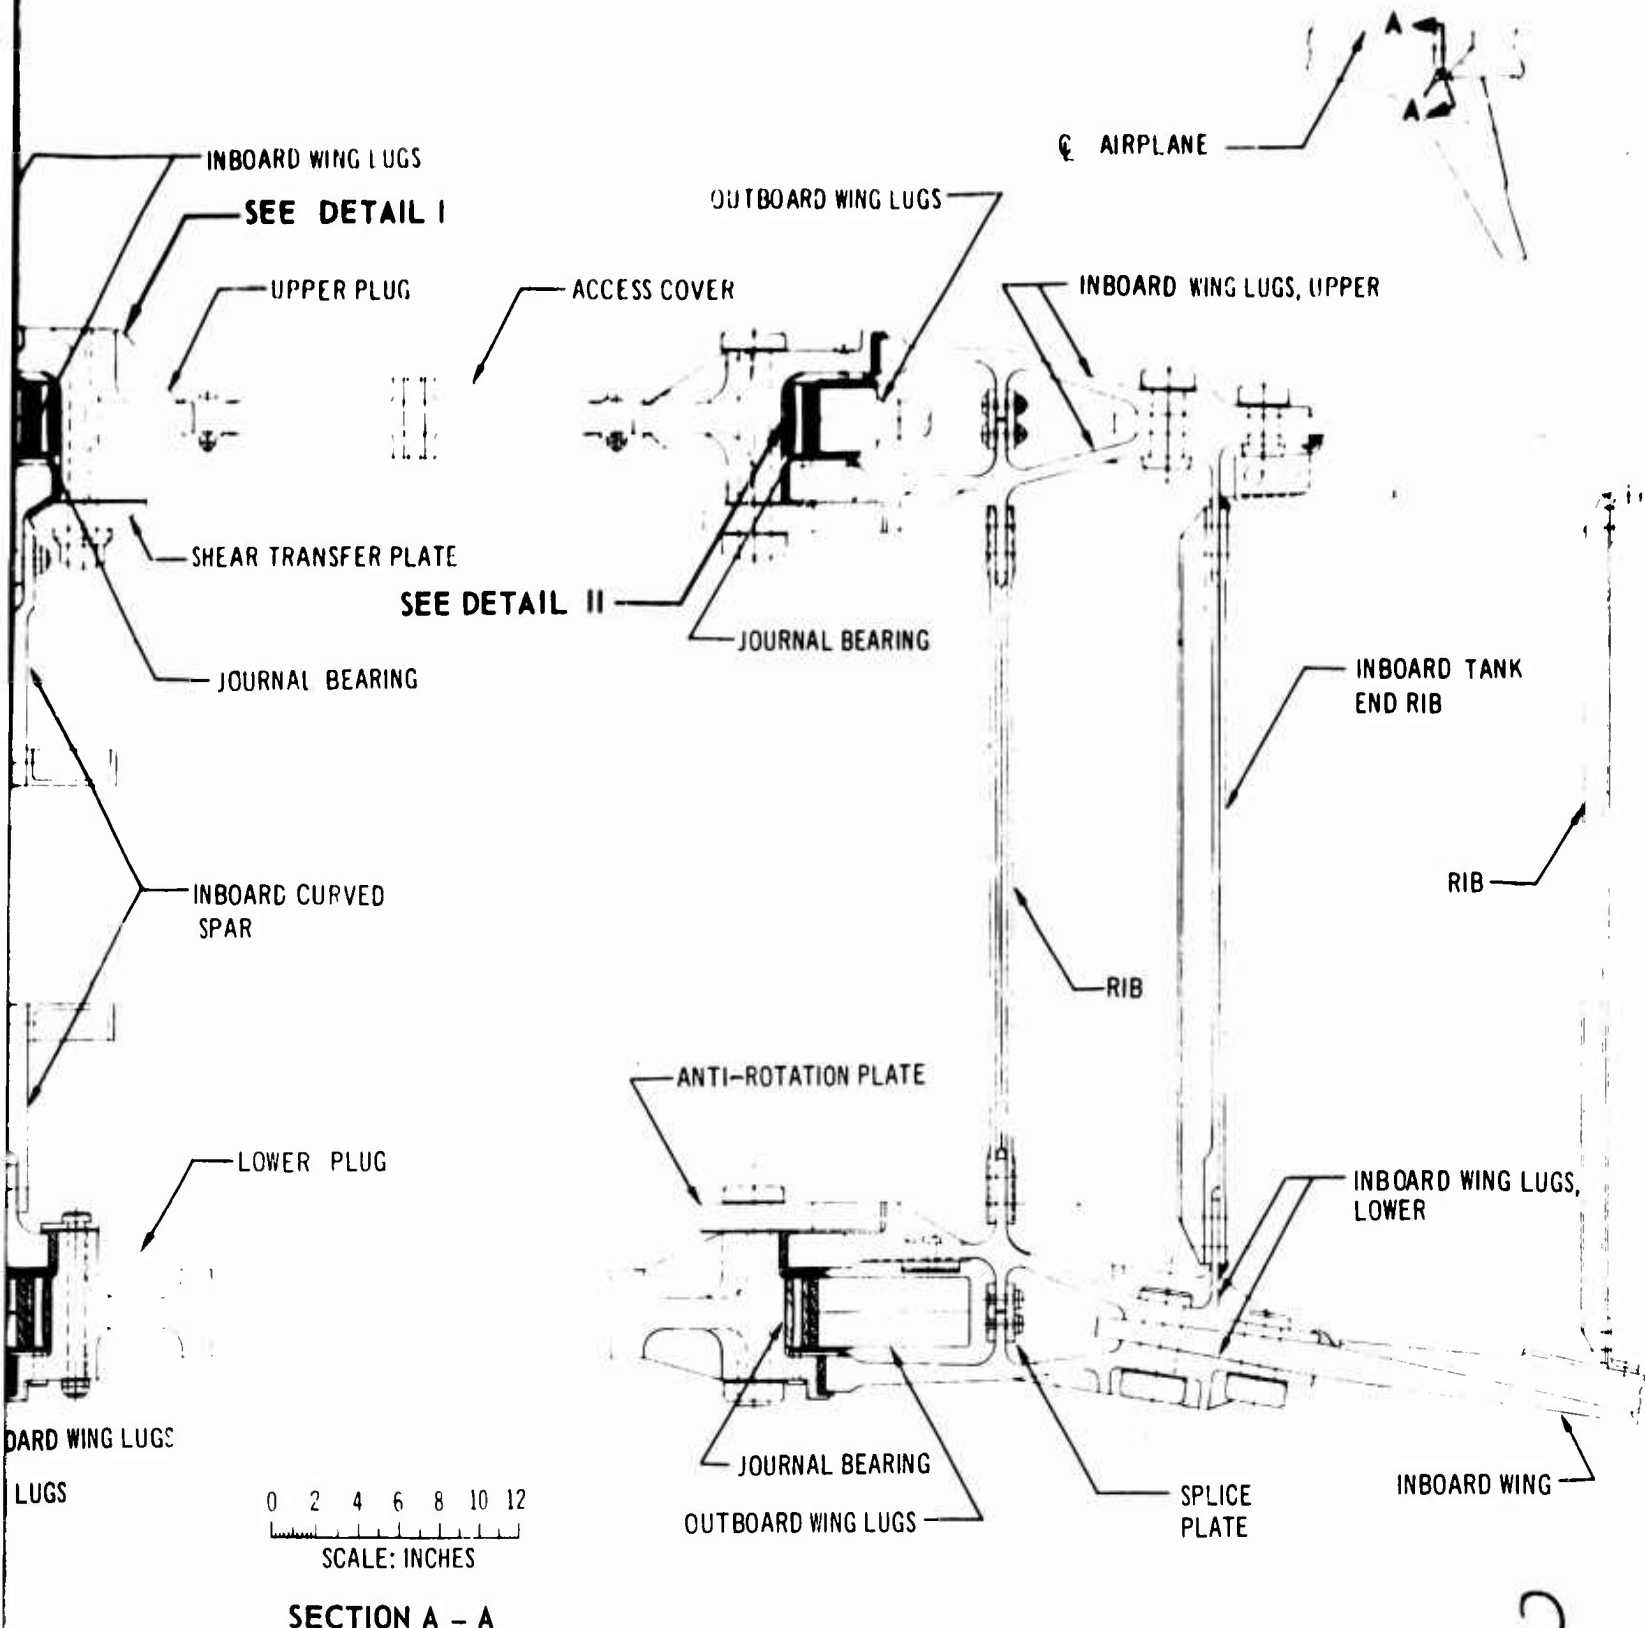 A
A
℄ AIRPLANE
INBOARD WING LUGS
SEE DETAIL I
OUTBOARD WING LUGS
UPPER PLUG
ACCESS COVER
INBOARD WING LUGS, UPPER
SHEAR TRANSFER PLATE
SEE DETAIL II
JOURNAL BEARING
JOURNAL BEARING
INBOARD TANK
END RIB
INBOARD CURVED
SPAR
RIB
RIB
ANTI-ROTATION PLATE
LOWER PLUG
INBOARD WING LUGS,
LOWER
OARD WING LUGS
LUGS
JOURNAL BEARING
OUTBOARD WING LUGS
SPLICE
PLATE
INBOARD WING
0 2 4 6 8 10 12
SCALE: INCHES
SECTION A – A